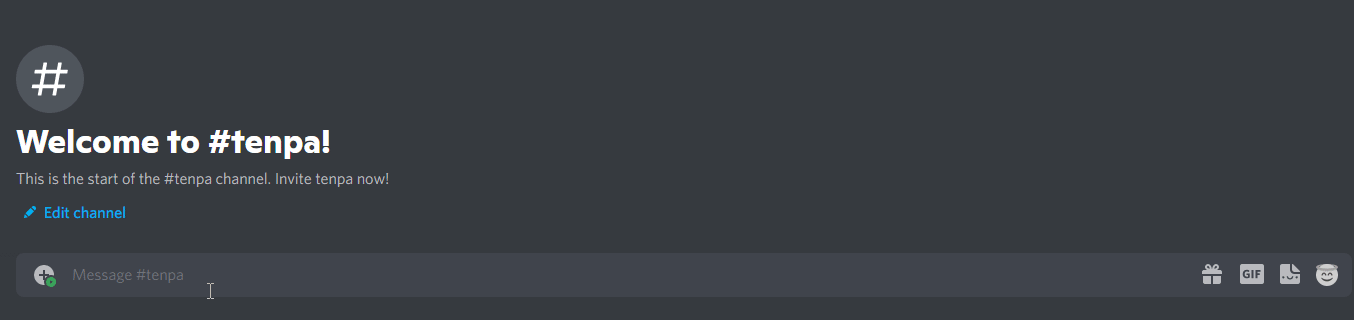 #
Welcome to #tenpa!
This is the start of the #tenpa channel. Invite tenpa now!
Edit channel
Message #tenpa
GIF